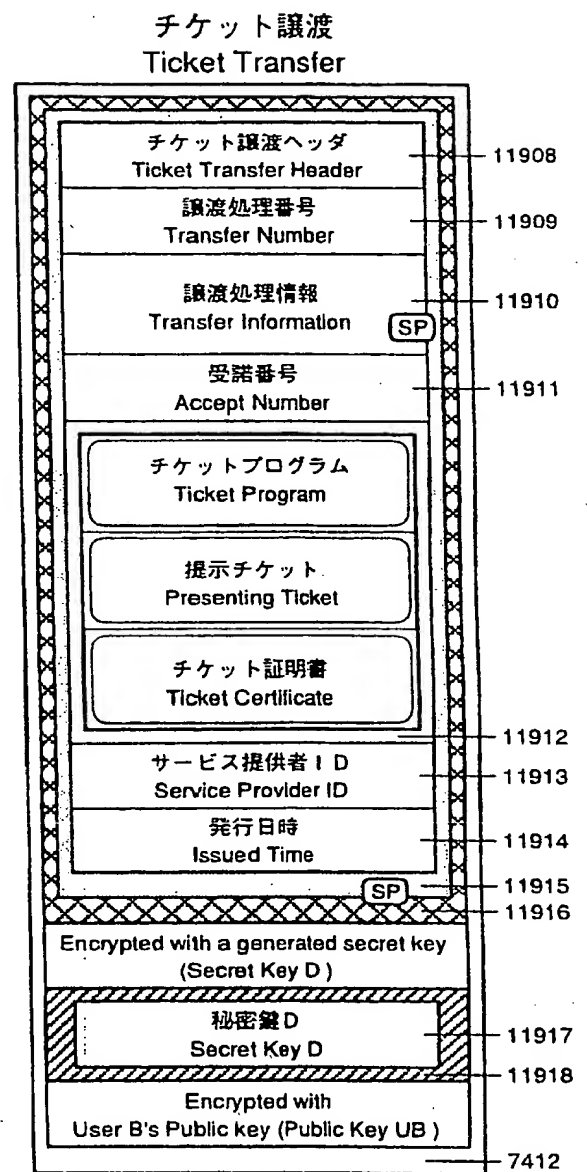 チケット譲渡
Ticket Transfer
チケット譲渡ヘッダ
Ticket Transfer Header
11908
譲渡処理番号
Transfer Number
11909
譲渡処理情報
Transfer Information
SP
11910
受諾番号
Accept Number
11911
チケットプログラム
Ticket Program
提示チケット
Presenting Ticket
チケット証明書
Ticket Certificate
11912
サービス提供者ID
Service Provider ID
11913
発行日時
Issued Time
11914
SP
11915
11916
Encrypted with a generated secret key
(Secret Key D )
秘密鍵D
Secret Key D
11917
11918
Encrypted with
User B's Public key (Public Key UB )
7412